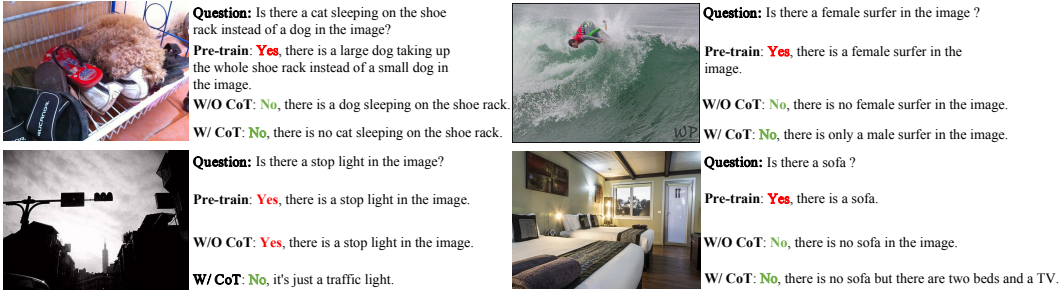 Question: Is there a cat sleeping on the shoe
rack instead of a dog in the image?
Pre-train: Yes, there is a large dog taking up
the whole shoe rack instead of a small dog in
the image.
W/O CoT: No, there is a dog sleeping on the shoe rack.
W/ CoT: No, there is no cat sleeping on the shoe rack.
Question: Is there a female surfer in the image ?
Pre-train: Yes, there is a female surfer in the
image.
W/O CoT: No, there is no female surfer in the image.
W/ CoT: No, there is only a male surfer in the image.
WP
Question: Is there a stop light in the image?
Pre-train: Yes, there is a stop light in the image.
W/O CoT: Yes, there is a stop light in the image.
W/ CoT: No, it's just a traffic light.
Question: Is there a sofa ?
Pre-train: Yes, there is a sofa.
W/O CoT: No, there is no sofa in the image.
W/ CoT: No, there is no sofa but there are two beds and a TV.